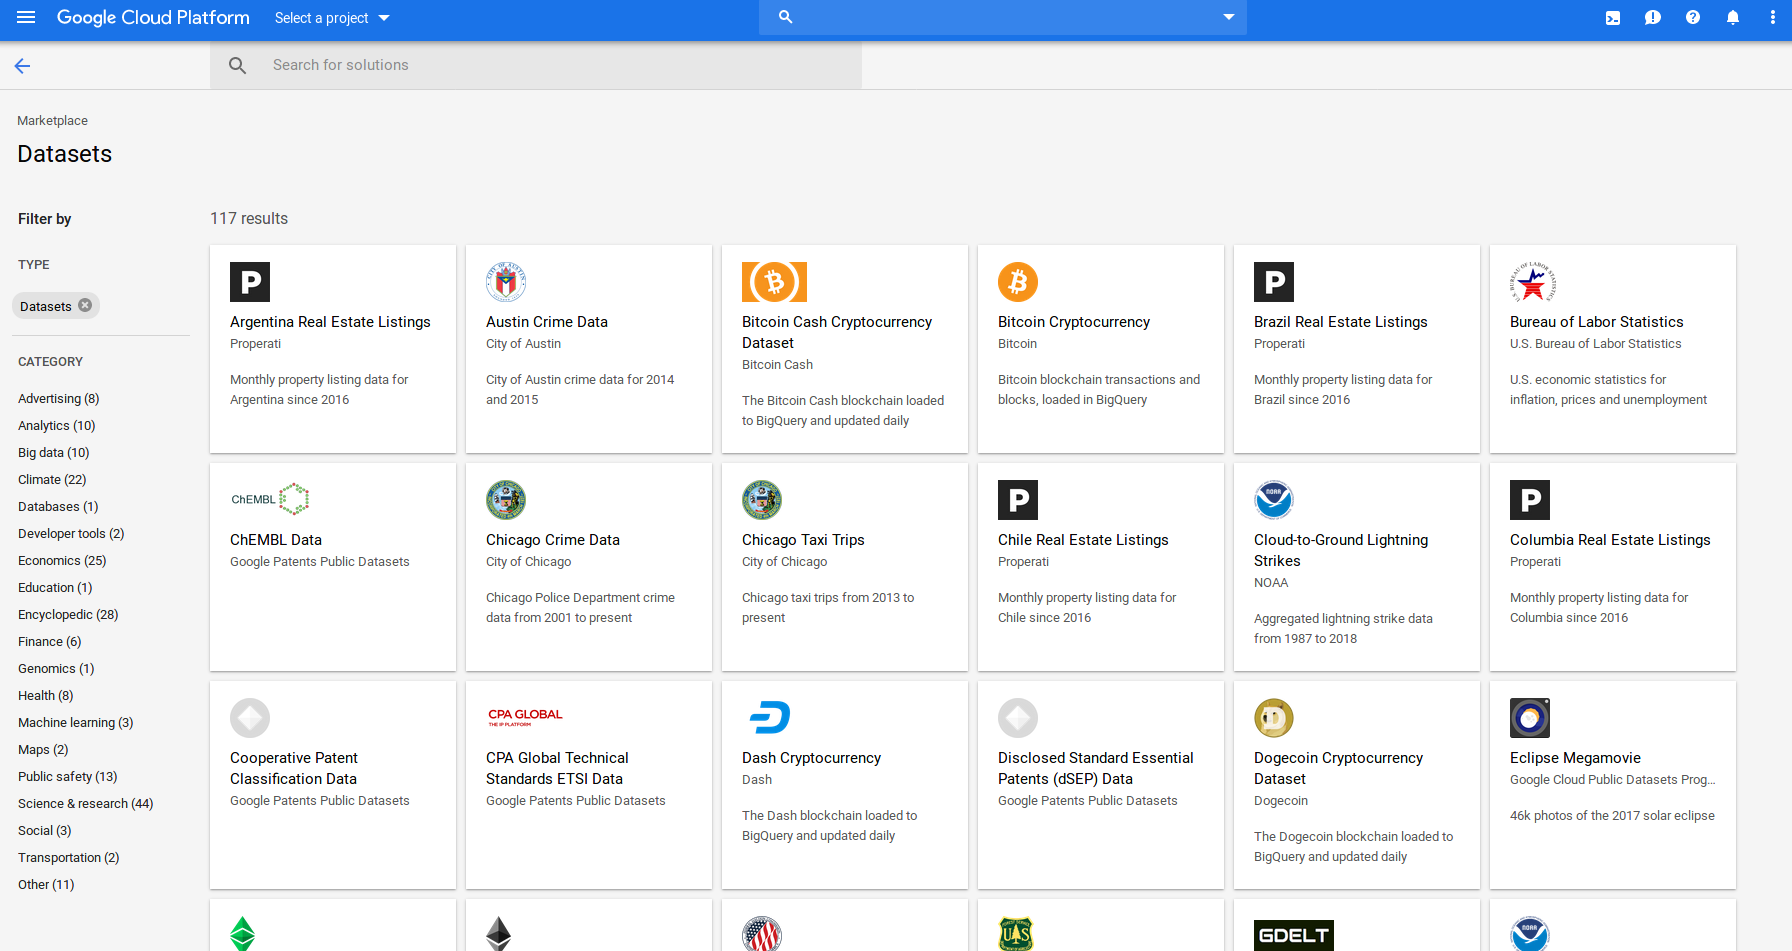 Google Cloud Platform
Select a project
Search for solutions
Marketplace
Datasets
Filter by
117 results
TYPE
Datasets
CATEGORY
Advertising (8)
Analytics (10)
Big data (10)
Climate (22)
Databases (1)
Developer tools (2)
Economics (25)
Education (1)
Encyclopedic (28)
Finance (6)
Genomics (1)
Health (8)
Machine learning (3)
Maps (2)
Public safety (13)
Science & research (44)
Social (3)
Transportation (2)
Other (11)
P
Argentina Real Estate Listings
Properati
Monthly property listing data for
Argentina since 2016
CITY OF AUSTIN
Austin Crime Data
City of Austin
City of Austin crime data for 2014
and 2015
Bitcoin Cash Cryptocurrency
Dataset
Bitcoin Cash
The Bitcoin Cash blockchain loaded
to BigQuery and updated daily
Bitcoin Cryptocurrency
Bitcoin
Bitcoin blockchain transactions and
blocks, loaded in BigQuery
P
Brazil Real Estate Listings
Properati
Monthly property listing data for
Brazil since 2016
U.S. BUREAU OF LABOR STATISTICS
Bureau of Labor Statistics
U.S. Bureau of Labor Statistics
U.S. economic statistics for
inflation, prices and unemployment
ChEMBL
ChEMBL Data
Google Patents Public Datasets
Chicago Crime Data
City of Chicago
Chicago Police Department crime
data from 2001 to present
Chicago Taxi Trips
City of Chicago
Chicago taxi trips from 2013 to
present
P
Chile Real Estate Listings
Properati
Monthly property listing data for
Chile since 2016
NOAA
Cloud-to-Ground Lightning
Strikes
NOAA
Aggregated lightning strike data
from 1987 to 2018
P
Columbia Real Estate Listings
Properati
Monthly property listing data for
Columbia since 2016
Cooperative Patent
Classification Data
Google Patents Public Datasets
CPA GLOBAL
THE IP PLATFORM
CPA Global Technical
Standards ETSI Data
Google Patents Public Datasets
Dash Cryptocurrency
Dash
The Dash blockchain loaded to
BigQuery and updated daily
Disclosed Standard Essential
Patents (dSEP) Data
Google Patents Public Datasets
Dogecoin Cryptocurrency
Dataset
Dogecoin
The Dogecoin blockchain loaded to
BigQuery and updated daily
Eclipse Megamovie
Google Cloud Public Datasets Prog...
46k photos of the 2017 solar eclipse
U S
GDELT
NOAA